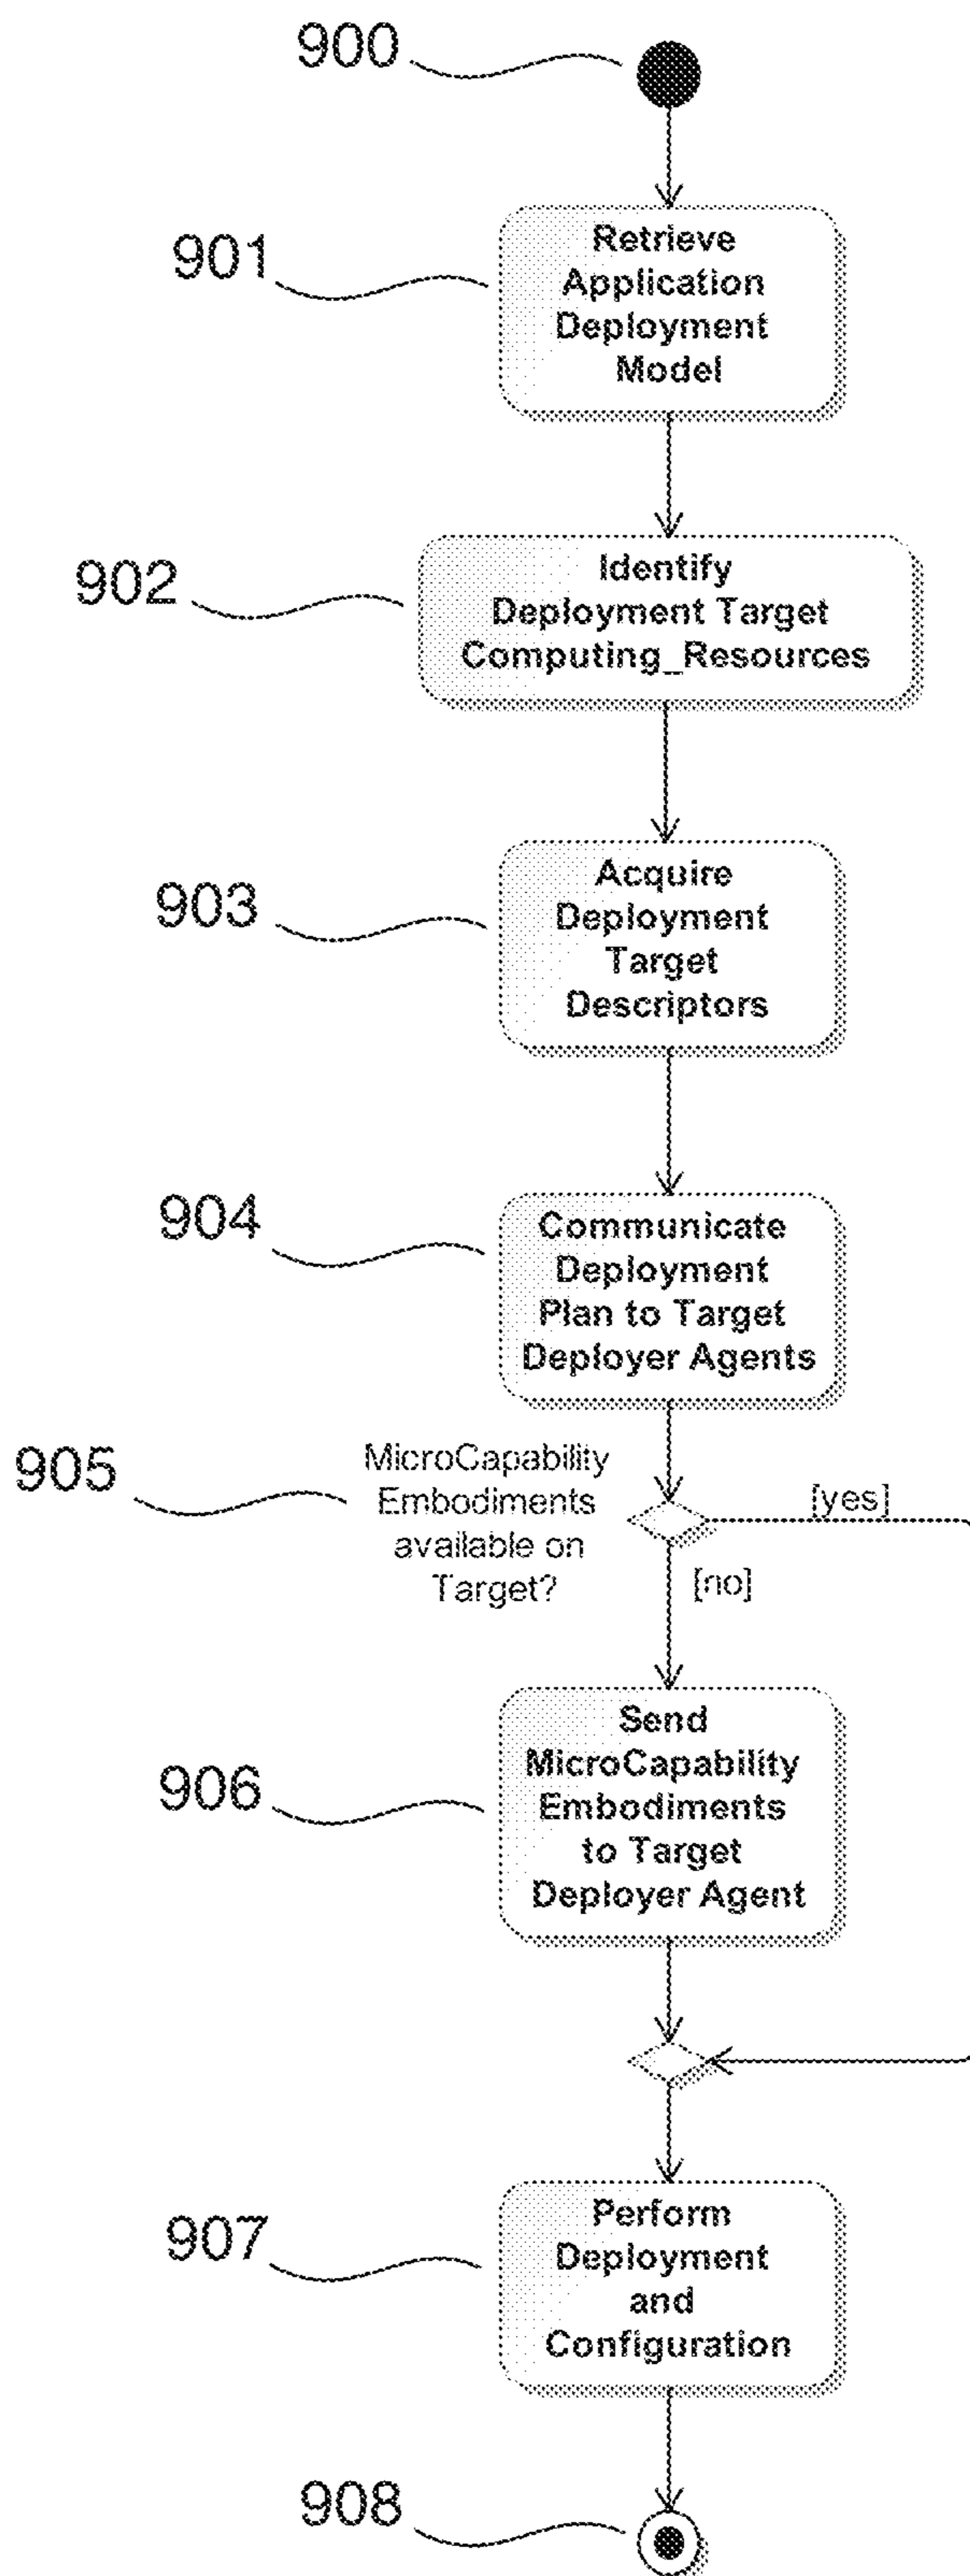 900
901
Retrieve
Application
Deployment
Model
902
Identify
Deployment Target
Computing_Resources
903
Acquire
Deployment
Target
Descriptors
904
Communicate
Deployment
Plan to Target
Deployer Agents
905
MicroCapability
Embodiments
available on
Target?
[yes]
[no]
906
Send
MicroCapability
Embodiments
to Target
Deployer Agent
907
Perform
Deployment
and
Configuration
908